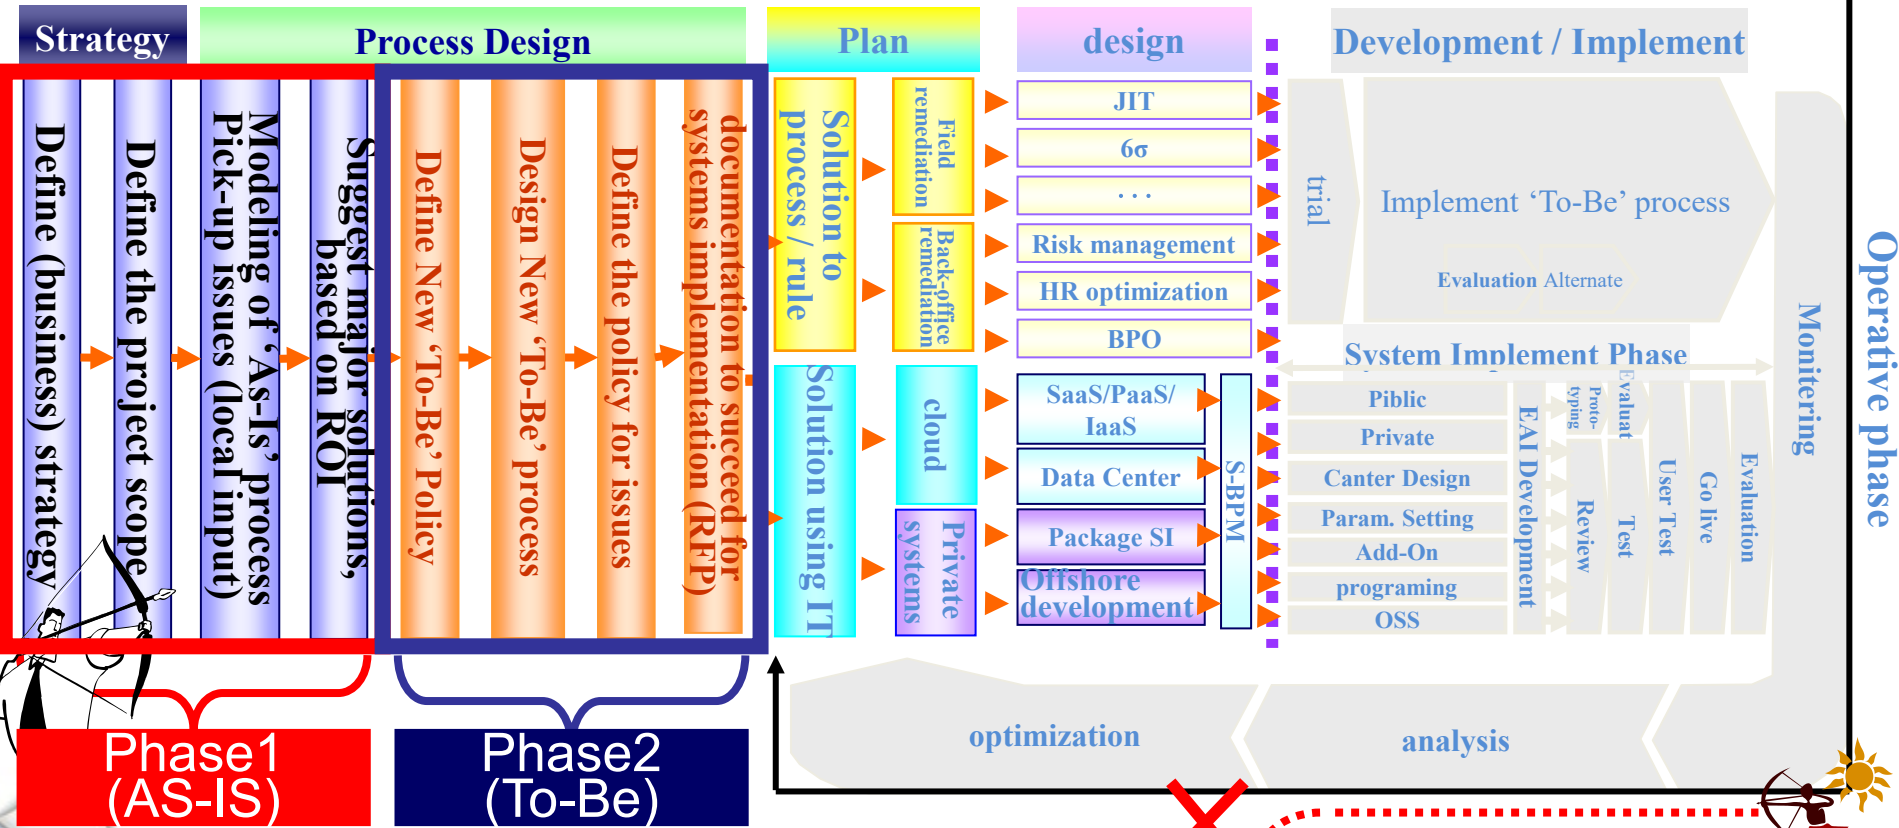 Strategy
Process Design
Plan
design
Development / Implement
Define (business) strategy
Define the project scope
Modeling of ‘As-Is’ process
Pick-up issues (local input)
Suggest major solutions,
based on ROI
Define New ‘To-Be’ Policy
Design New ‘To-Be’ process
Define the policy for issues
documentation to succeed for
systems implementation (RFP)
Solution to
process / rule
Solution using IT
Field
remediation
Back-office
remediation
cloud
Private
systems
JIT
6σ
. . .
Risk management
HR optimization
BPO
SaaS/PaaS/
IaaS
Data Center
Package SI
Offshore
development
S-BPM
trial
Implement ‘To-Be’ process
Evaluation
Alternate
System Implement Phase
Piblic
Private
Canter Design
Param. Setting
Add-On
programing
OSS
EAI Development
Proto-
typing
Evaluat
Review
Test
User Test
Go live
Evaluation
Monitering
Operative phase
optimization
analysis
Phase1
(AS-IS)
Phase2
(To-Be)